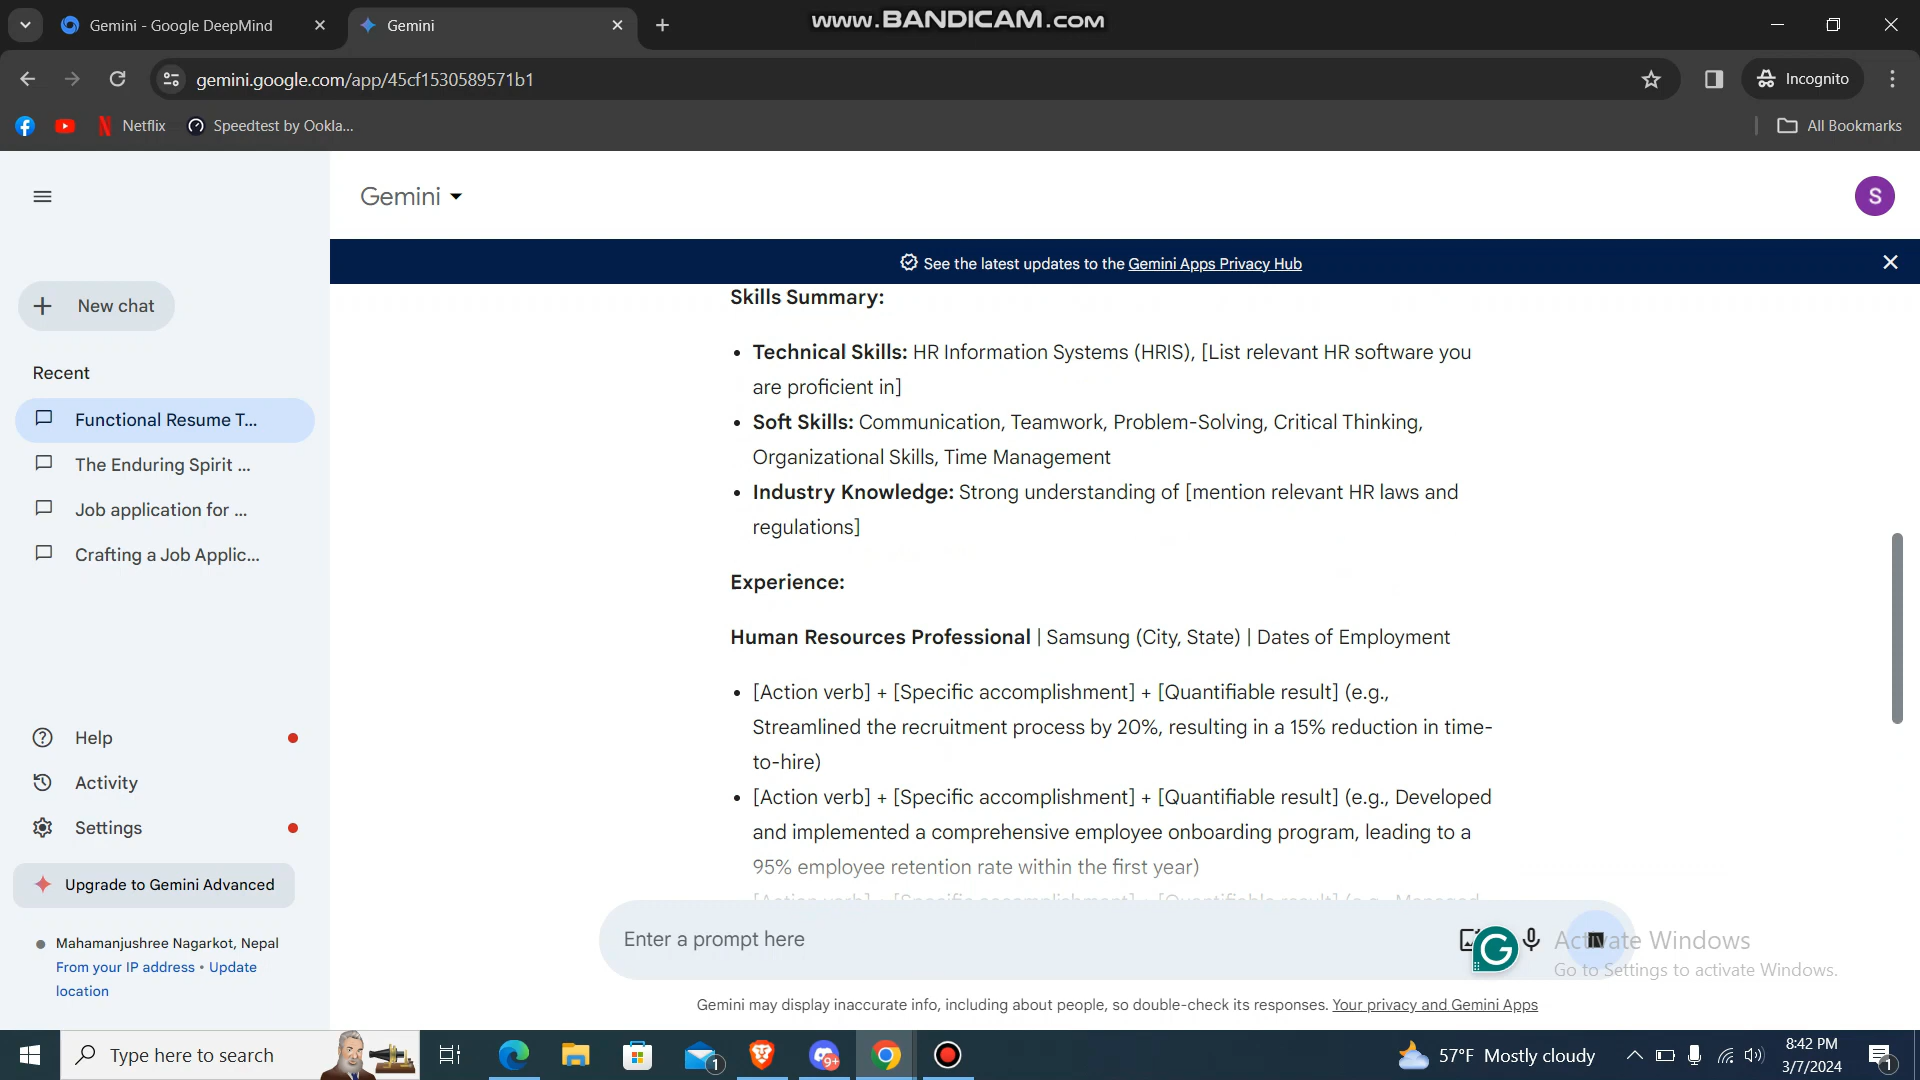 Gemini - Google DeepMind
Gemini
www.BANDICAM.com
gemini.google.com/app/45cf1530589571b1
Incognito
Netflix
Speedtest by Ookla...
All Bookmarks
Gemini
S
See the latest updates to the Gemini Apps Privacy Hub
New chat
Recent
Functional Resume T...
The Enduring Spirit ...
Job application for ...
Crafting a Job Applic...
Help
Activity
Settings
Upgrade to Gemini Advanced
Mahamanjushree Nagarkot, Nepal
From your IP address • Update
location
Skills Summary:
• Technical Skills: HR Information Systems (HRIS), [List relevant HR software you
are proficient in]
• Soft Skills: Communication, Teamwork, Problem-Solving, Critical Thinking,
Organizational Skills, Time Management
• Industry Knowledge: Strong understanding of [mention relevant HR laws and
regulations]
Experience:
Human Resources Professional | Samsung (City, State) | Dates of Employment
• [Action verb] + [Specific accomplishment] + [Quantifiable result] (e.g.,
Streamlined the recruitment process by 20%, resulting in a 15% reduction in time-
to-hire)
• [Action verb] + [Specific accomplishment] + [Quantifiable result] (e.g., Developed
and implemented a comprehensive employee onboarding program, leading to a
95% employee retention rate within the first year)
[Action verb] + [Specific accomplishment] + [Quantifiable result] (e.g., Managed
Enter a prompt here
G
Activate Windows
Go to Settings to activate Windows.
Gemini may display inaccurate info, including about people, so double-check its responses. Your privacy and Gemini Apps
Type here to search
1
9+
57°F Mostly cloudy
8:42 PM
3/7/2024
1